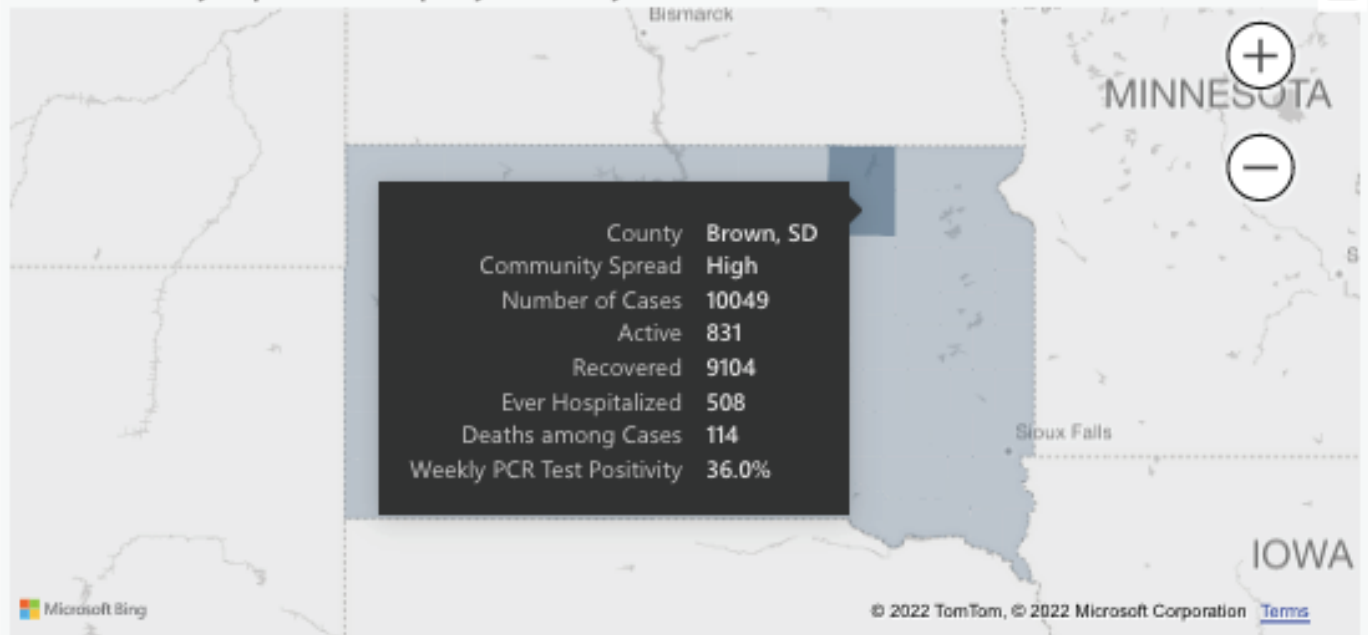 Bismarck
MINNESOTA
County Brown, SD
Community Spread High
Number of Cases 10049
Active 831
Recovered 9104
Ever Hospitalized 508
Deaths among Cases 114
Weekly PCR Test Positivity 36.0%
Sioux Falls
IOWA
Microsoft Bing
© 2022 TomTom, © 2022 Microsoft Corporation Terms